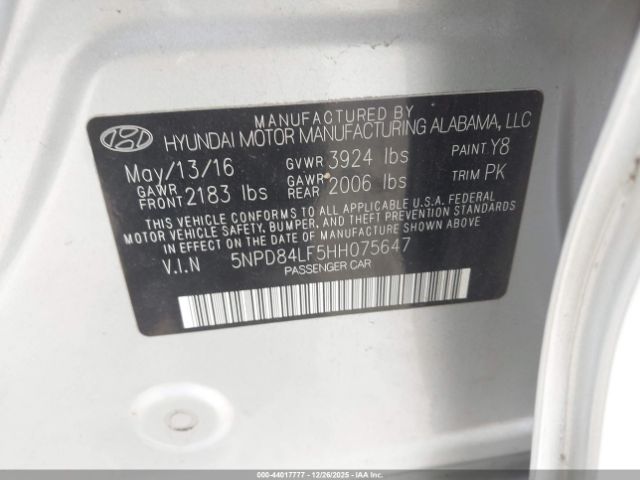 MANUFACTURED BY
HYUNDAI MOTOR MANUFACTURING ALABAMA, LLC
May/13/16 GVWR 3924 lbs PAINT Y8
GAWR FRONT 2183 lbs GAWR REAR 2006 lbs TRIM PK
THIS VEHICLE CONFORMS TO ALL APPLICABLE U.S.A. FEDERAL
MOTOR VEHICLE SAFETY, BUMPER, AND THEFT PREVENTION STANDARDS
IN EFFECT ON THE DATE OF MANUFACTURE SHOWN ABOVE.
V.I.N 5NPD84LF5HH075647
PASSENGER CAR
000-44017777 - 12/26/2025 - IAAI.COM